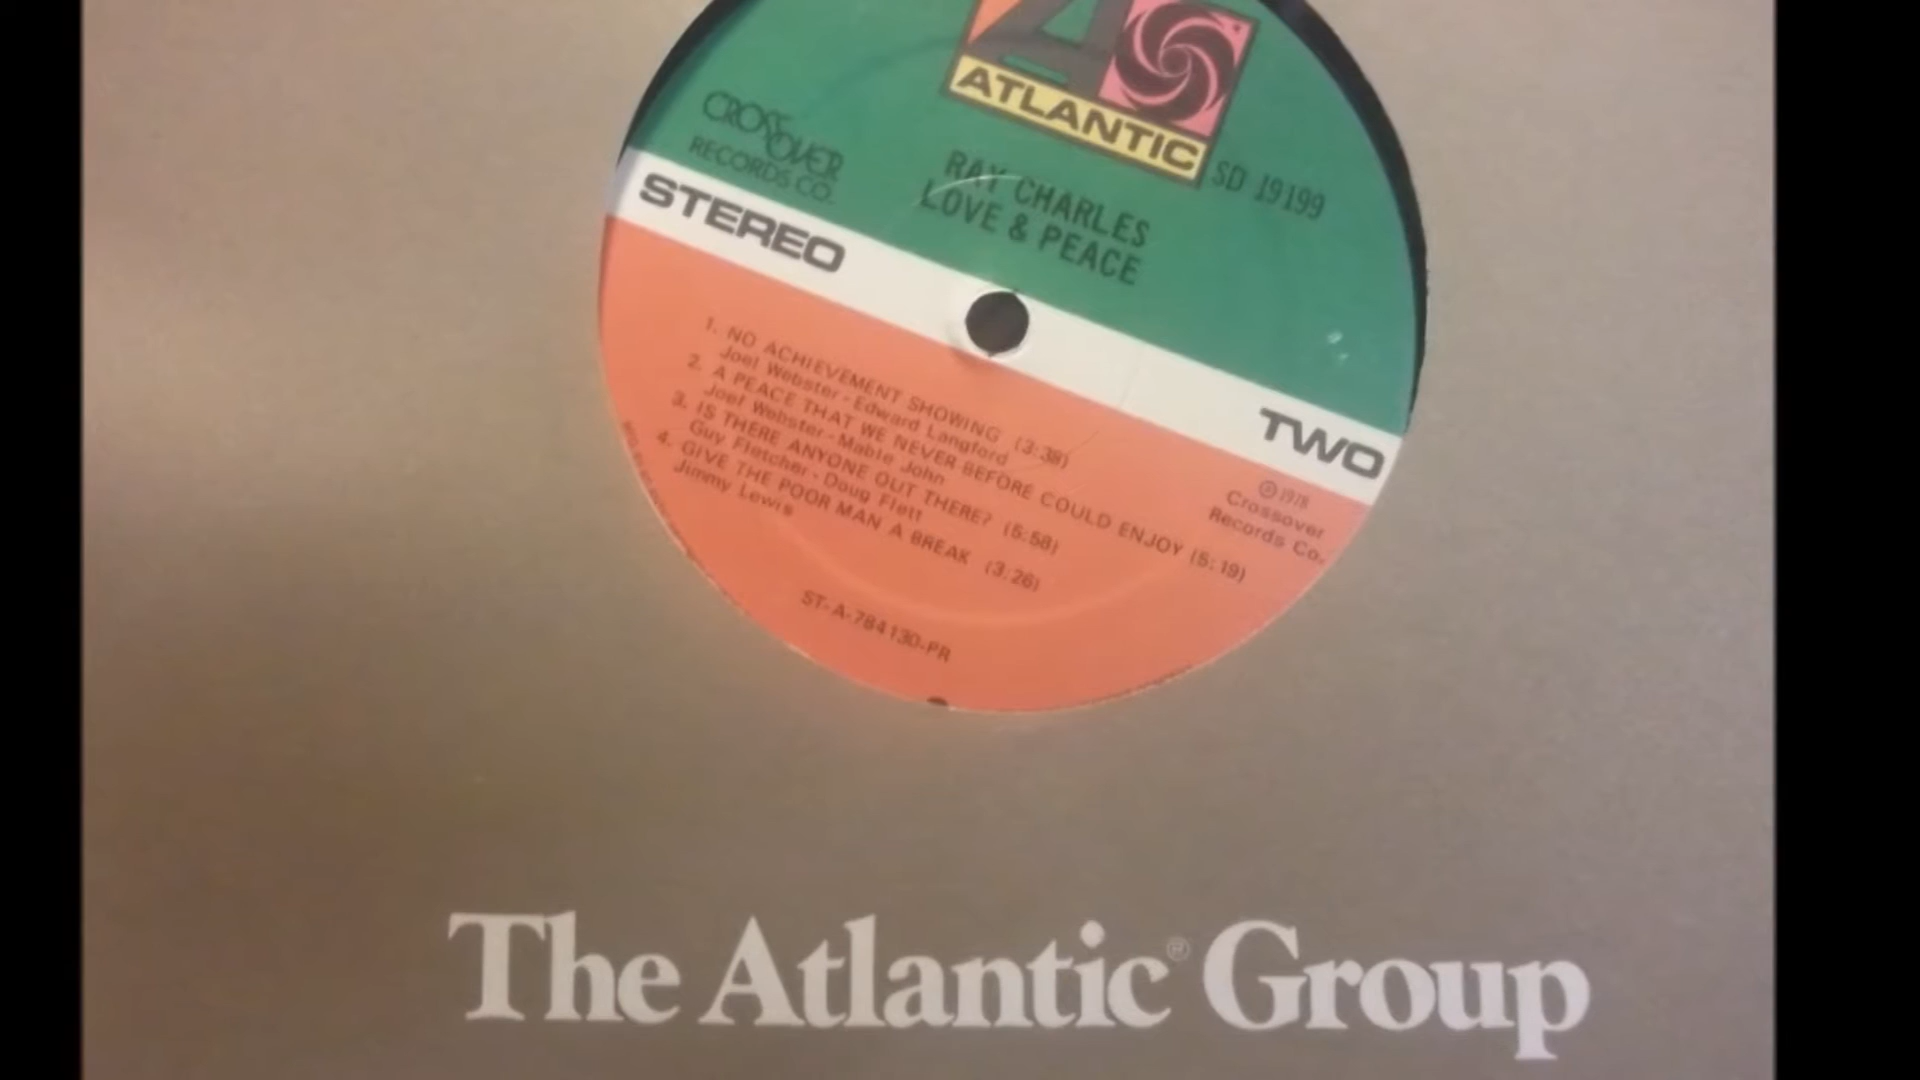 ATLANTIC
CROSSOVER
RECORDS CO.
SD 19199
RAY CHARLES
LOVE & PEACE
STEREO
TWO
1. NO ACHIEVEMENT SHOWING (3:38)
Joel Webster - Edward Langford
2. A PEACE THAT WE NEVER BEFORE COULD ENJOY (5:19)
Joel Webster - Mable John
3. IS THERE ANYONE OUT THERE? (5:58)
Guy Fletcher - Doug Flett
4. GIVE THE POOR MAN A BREAK (3:26)
Jimmy Lewis
℗ 1978
Crossover
Records Co.
ST-A-784130-PR
The Atlantic® Group